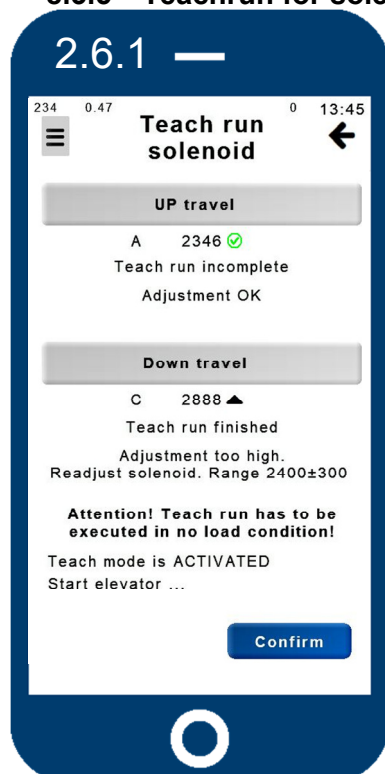 2.6.1
234 0.47 0 13:45
Teach run
solenoid
UP travel
A 2346
Teach run incomplete
Adjustment OK
Down travel
C 2888
Teach run finished
Adjustment too high.
Readjust solenoid. Range 2400±300
Attention! Teach run has to be
executed in no load condition!
Teach mode is ACTIVATED
Start elevator ...
Confirm